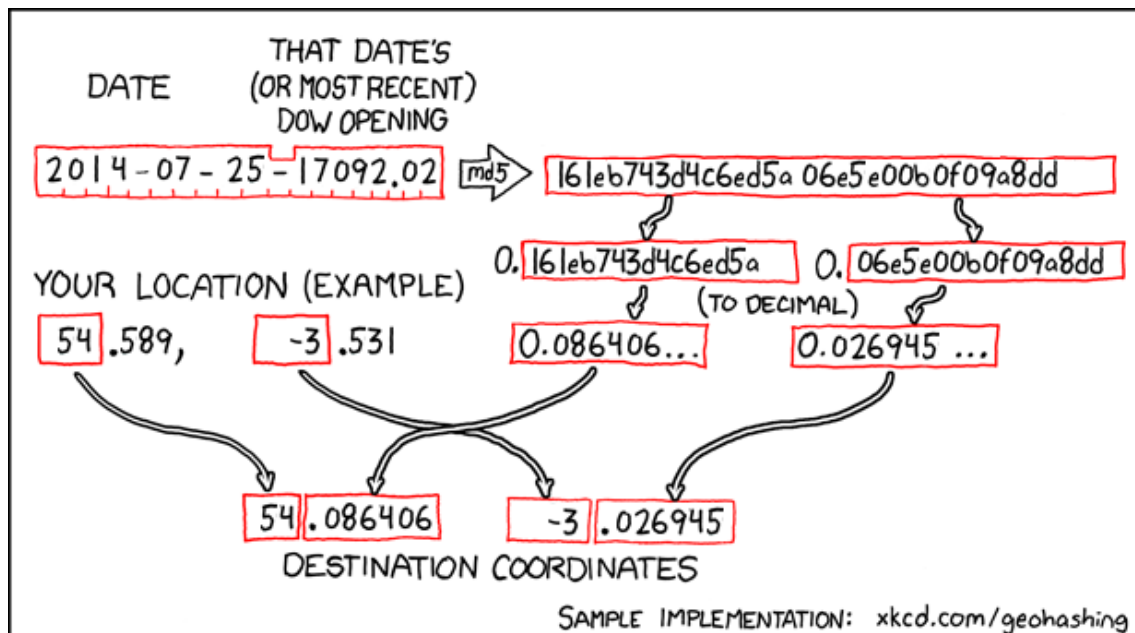 DATE
THAT DATE'S
(OR MOST RECENT)
DOW OPENING
2014-07-25-17092.02
md5
161eb743d4c6ed5a06e5e00b0f09a8dd
0.161eb743d4c6ed5a
0.06e5e00b0f09a8dd
YOUR LOCATION (EXAMPLE)
(TO DECIMAL)
54.589, -3.531
0.086406...
0.026945 ...
54.086406
-3.026945
DESTINATION COORDINATES
SAMPLE IMPLEMENTATION: xkcd.com/geohashing